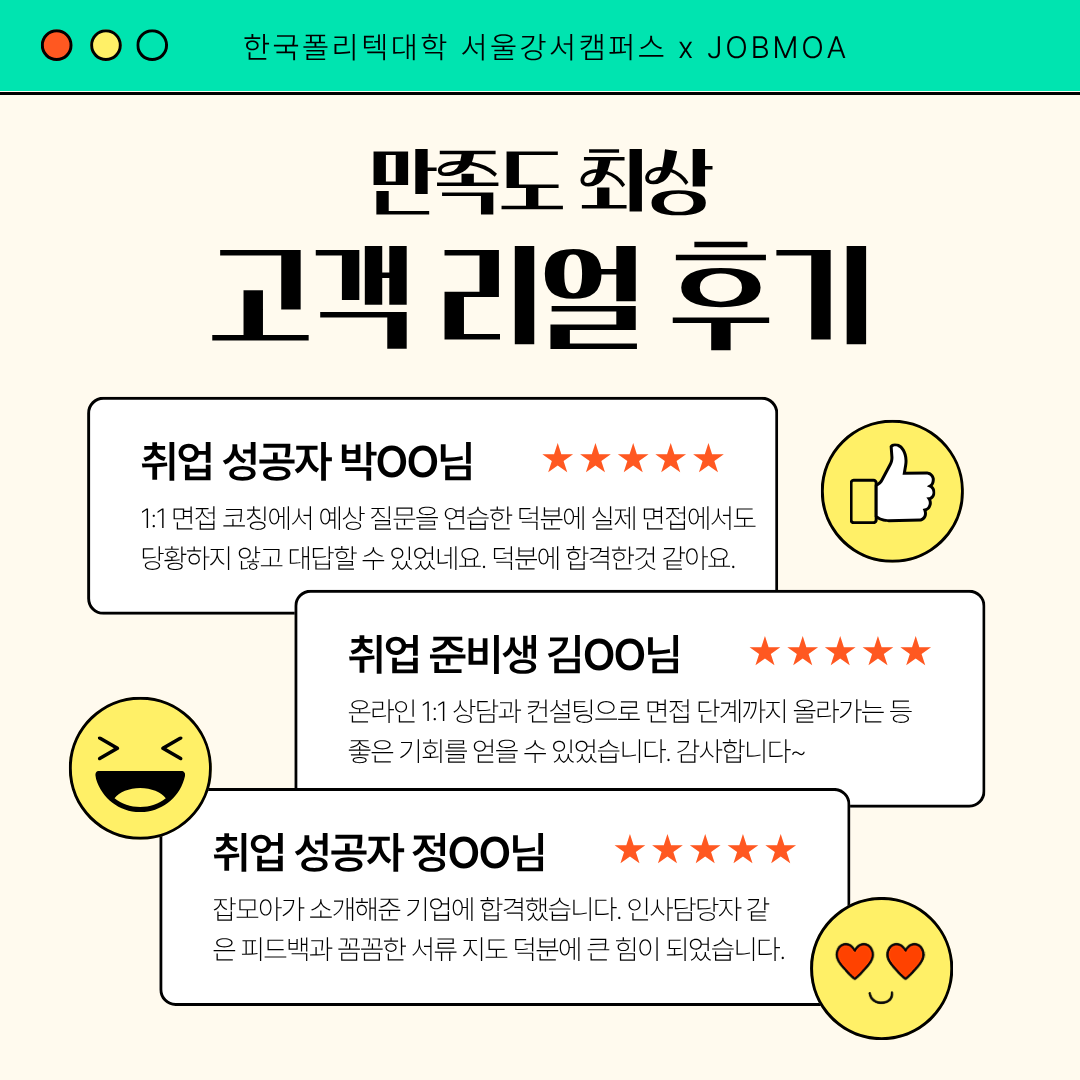 한국폴리텍대학 서울강서캠퍼스 x JOBMOA
만족도 최상
고객 리얼 후기
취업 성공자 박OO님 ★★★★★
1:1 면접 코칭에서 예상 질문을 연습한 덕분에 실제 면접에서도
당황하지 않고 대답할 수 있었네요. 덕분에 합격한것 같아요.
취업 준비생 김OO님 ★★★★★
온라인 1:1 상담과 컨설팅으로 면접 단계까지 올라가는 등
좋은 기회를 얻을 수 있었습니다. 감사합니다~
취업 성공자 정OO님 ★★★★★
잡모아가 소개해준 기업에 합격했습니다. 인사담당자 같
은 피드백과 꼼꼼한 서류 지도 덕분에 큰 힘이 되었습니다.